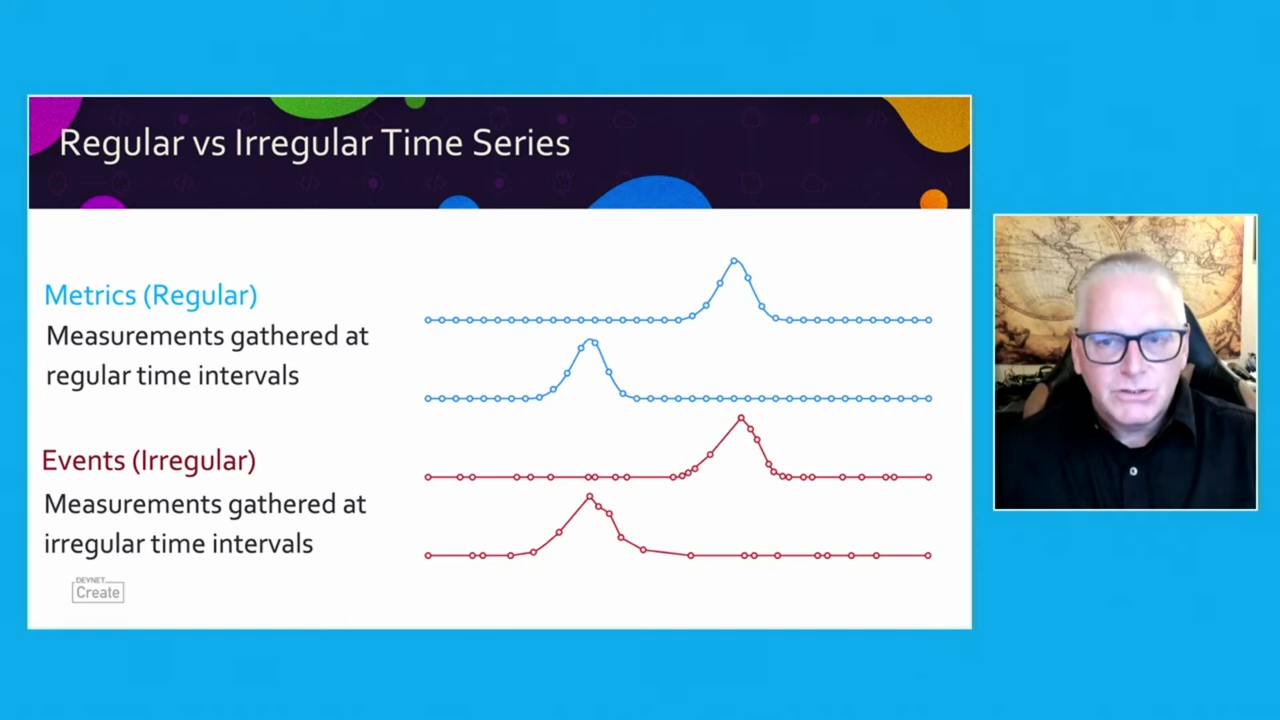 Regular vs Irregular Time Series
Metrics (Regular)
Measurements gathered at
regular time intervals
Events (Irregular)
Measurements gathered at
irregular time intervals
DEVNET
Create